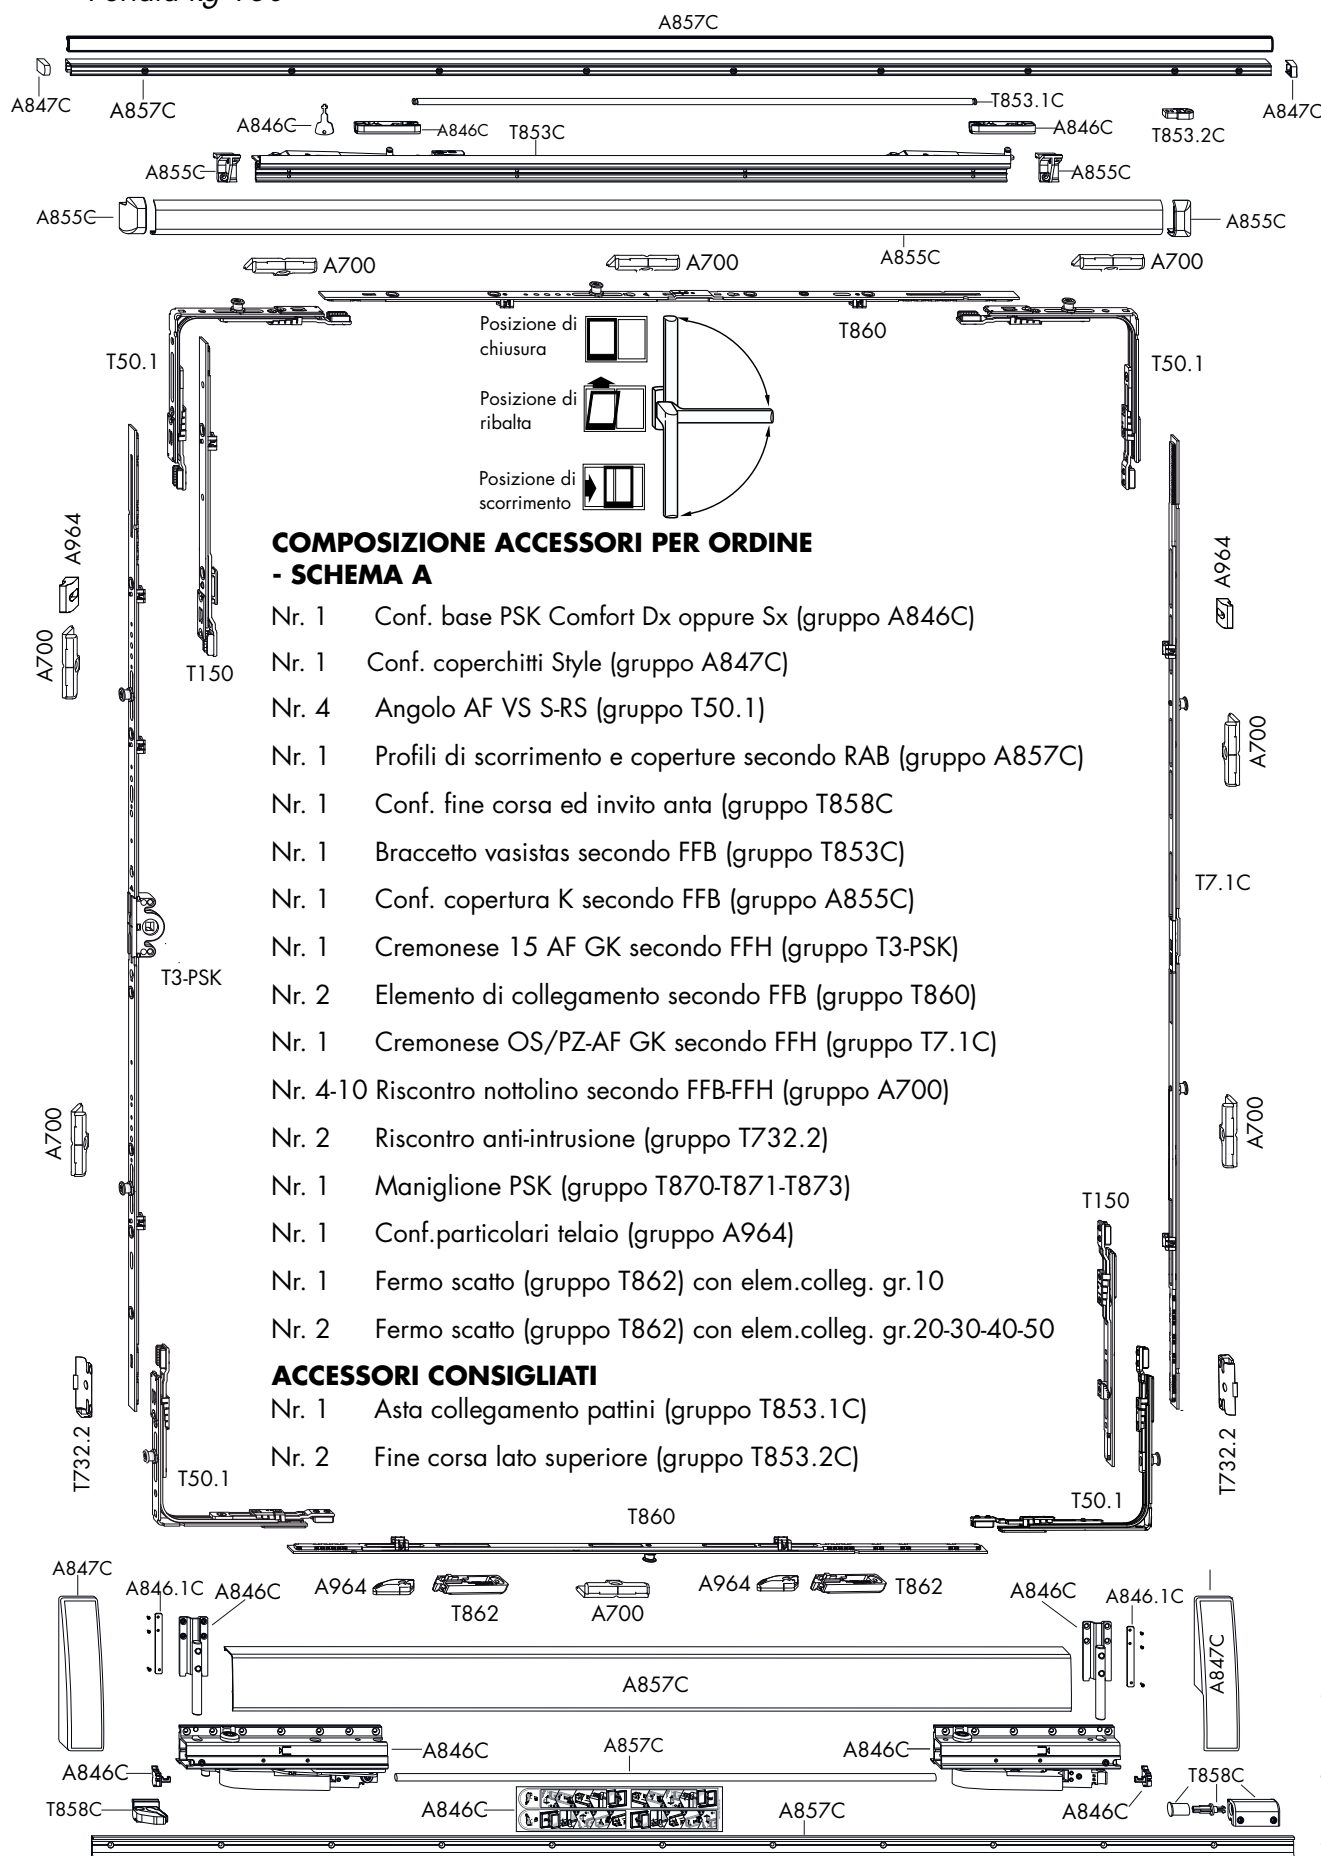 A857C
A847C
A857C
T853.1C
A847C
A846C
A846C
T853C
A846C
T853.2C
A855C
A855C
A855C
A855C
A855C
A700
A700
A700
T860
T50.1
T50.1
Posizione di
chiusura
Posizione di
ribalta
Posizione di
scorrimento
A964
A700
T150
A964
A700
T7.1C
T3-PSK
A700
A700
COMPOSIZIONE ACCESSORI PER ORDINE
- SCHEMA A
Nr. 1 Conf. base PSK Comfort Dx oppure Sx (gruppo A846C)
Nr. 1 Conf. coperchitti Style (gruppo A847C)
Nr. 4 Angolo AF VS S-RS (gruppo T50.1)
Nr. 1 Profili di scorrimento e coperture secondo RAB (gruppo A857C)
Nr. 1 Conf. fine corsa ed invito anta (gruppo T858C
Nr. 1 Braccetto vasistas secondo FFB (gruppo T853C)
Nr. 1 Conf. copertura K secondo FFB (gruppo A855C)
Nr. 1 Cremonese 15 AF GK secondo FFH (gruppo T3-PSK)
Nr. 2 Elemento di collegamento secondo FFB (gruppo T860)
Nr. 1 Cremonese OS/PZ-AF GK secondo FFH (gruppo T7.1C)
Nr. 4-10 Riscontro nottolino secondo FFB-FFH (gruppo A700)
Nr. 2 Riscontro anti-intrusione (gruppo T732.2)
Nr. 1 Maniglione PSK (gruppo T870-T871-T873)
Nr. 1 Conf.particolari telaio (gruppo A964)
Nr. 1 Fermo scatto (gruppo T862) con elem.colleg. gr.10
Nr. 2 Fermo scatto (gruppo T862) con elem.colleg. gr.20-30-40-50
ACCESSORI CONSIGLIATI
Nr. 1 Asta collegamento pattini (gruppo T853.1C)
Nr. 2 Fine corsa lato superiore (gruppo T853.2C)
T150
T732.2
T732.2
T50.1
T50.1
T860
A847C
A846.1C
A846C
A964
T862
A700
A964
T862
A846C
A846.1C
A847C
A857C
A846C
A857C
A846C
A846C
T858C
A846C
A857C
A846C
T858C